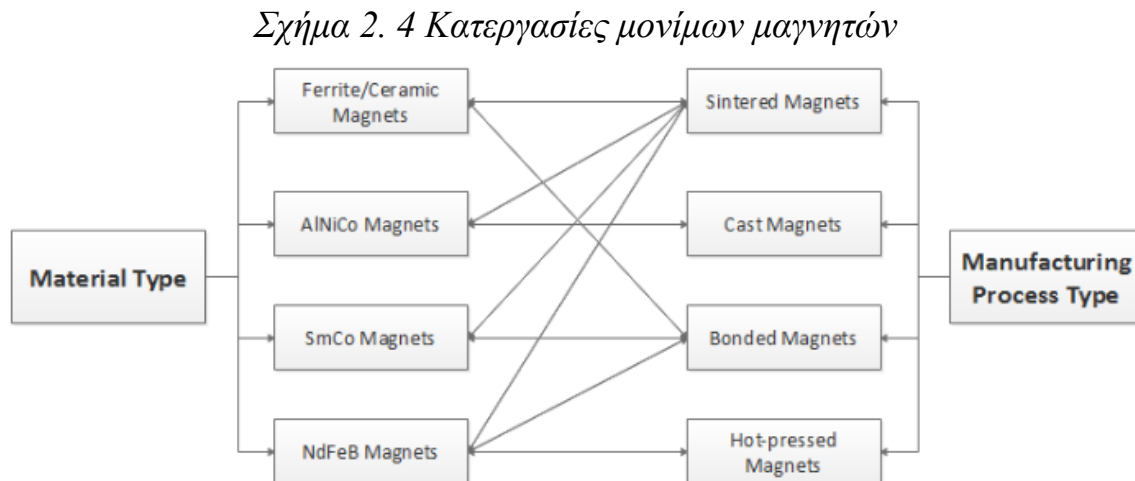 Σχήμα 2. 4 Κατεργασίες μονίμων μαγνητών
Ferrite/Ceramic
Magnets
Sintered Magnets
AlNiCo Magnets
Cast Magnets
Material Type
Manufacturing
Process Type
SmCo Magnets
Bonded Magnets
NdFeB Magnets
Hot-pressed
Magnets